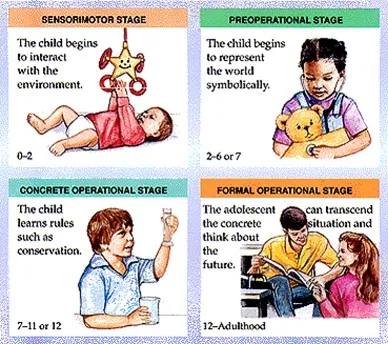 SENSORIMOTOR STAGE
The child begins
to interact
with the
environment.
0–2
PREOPERATIONAL STAGE
The child begins
to represent
the world
symbolically.
2–6 or 7
CONCRETE OPERATIONAL STAGE
The child
learns rules
such as
conservation.
7–11 or 12
FORMAL OPERATIONAL STAGE
The adolescent can transcend
the concrete situation and
think about
the
future.
12–Adulthood